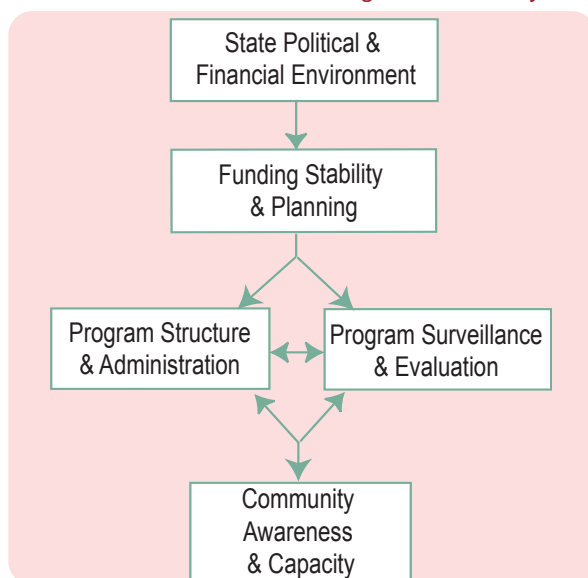 State Political &
Financial Environment
Funding Stability
& Planning
Program Structure
& Administration
Program Surveillance
& Evaluation
Community
Awareness
& Capacity